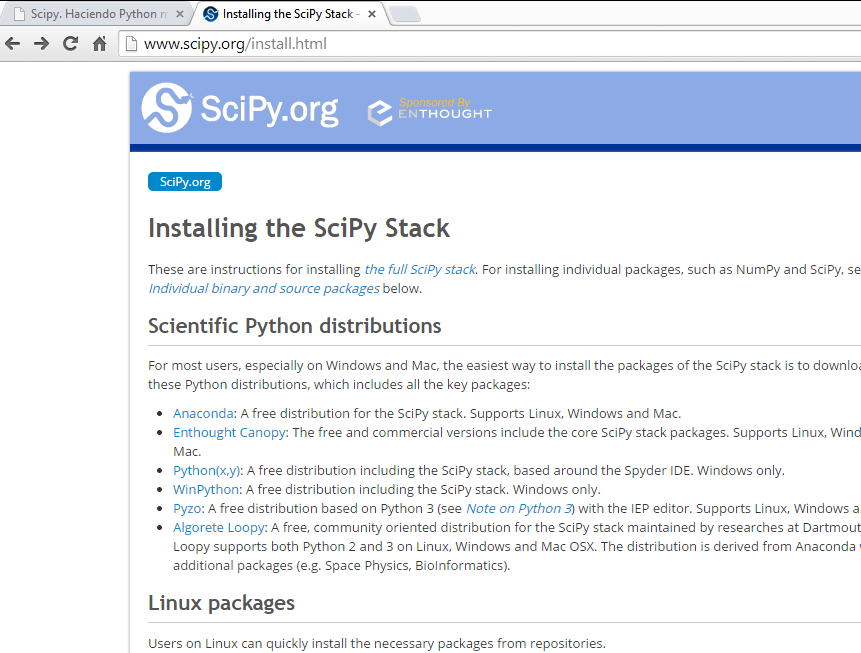 Scipy. Haciendo Python
Installing the SciPy Stack -
www.scipy.org/install.html
SciPy.org
Sponsored By
ENTHOUGHT
SciPy.org
Installing the SciPy Stack
These are instructions for installing the full SciPy stack. For installing individual packages, such as NumPy and SciPy, se
Individual binary and source packages below.
Scientific Python distributions
For most users, especially on Windows and Mac, the easiest way to install the packages of the SciPy stack is to downloa
these Python distributions, which includes all the key packages:
Anaconda: A free distribution for the SciPy stack. Supports Linux, Windows and Mac.
Enthought Canopy: The free and commercial versions include the core SciPy stack packages. Supports Linux, Wind
Mac.
Python(x,y): A free distribution including the SciPy stack, based around the Spyder IDE. Windows only.
WinPython: A free distribution including the SciPy stack. Windows only.
Pyzo: A free distribution based on Python 3 (see Note on Python 3) with the IEP editor. Supports Linux, Windows a
Algorete Loopy: A free, community oriented distribution for the SciPy stack maintained by researches at Dartmout
Loopy supports both Python 2 and 3 on Linux, Windows and Mac OSX. The distribution is derived from Anaconda
additional packages (e.g. Space Physics, BioInformatics).
Linux packages
Users on Linux can quickly install the necessary packages from repositories.